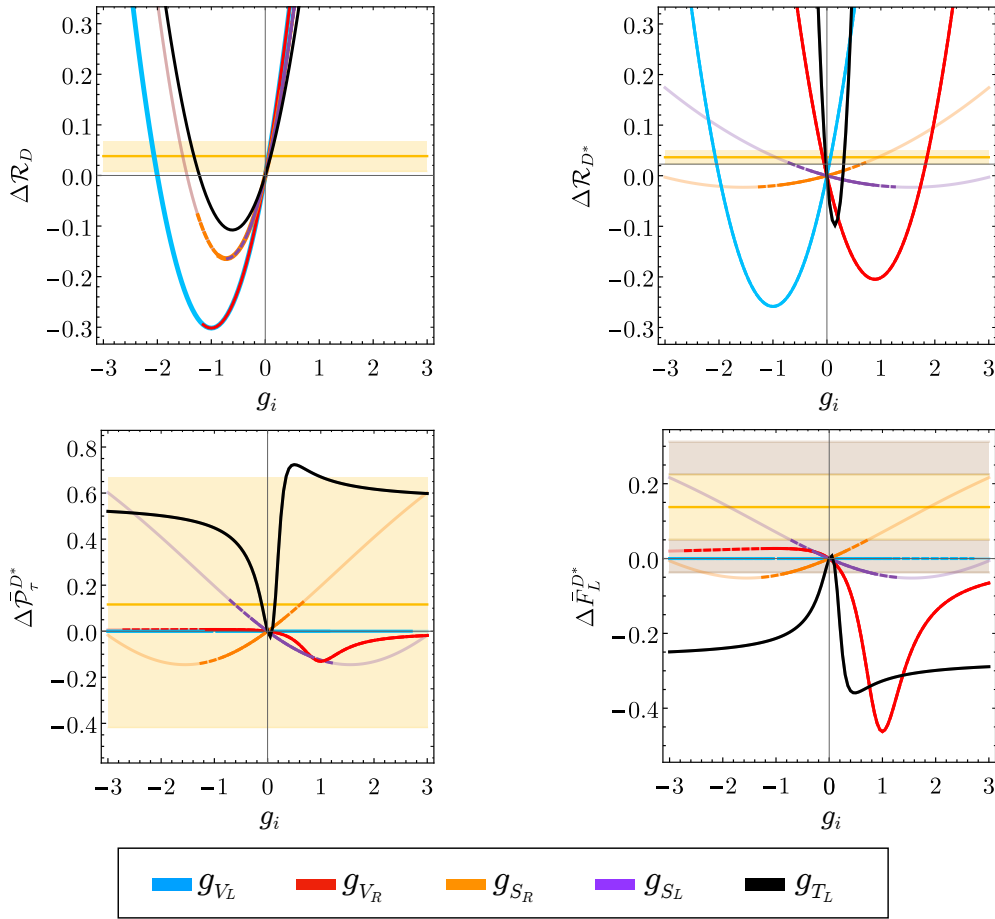 0.3
0.2
0.1
0.0
−0.1
−0.2
−0.3
Δℛ_D
−3 −2 −1 0 1 2 3
g_i
0.3
0.2
0.1
0.0
−0.1
−0.2
−0.3
Δℛ_{D*}
−3 −2 −1 0 1 2 3
g_i
0.8
0.6
0.4
0.2
0.0
−0.2
−0.4
Δ𝒫̄_τ^{D*}
−3 −2 −1 0 1 2 3
g_i
0.2
0.0
−0.2
−0.4
ΔF̄_L^{D*}
−3 −2 −1 0 1 2 3
g_i
g_{V_L} g_{V_R} g_{S_R} g_{S_L} g_{T_L}